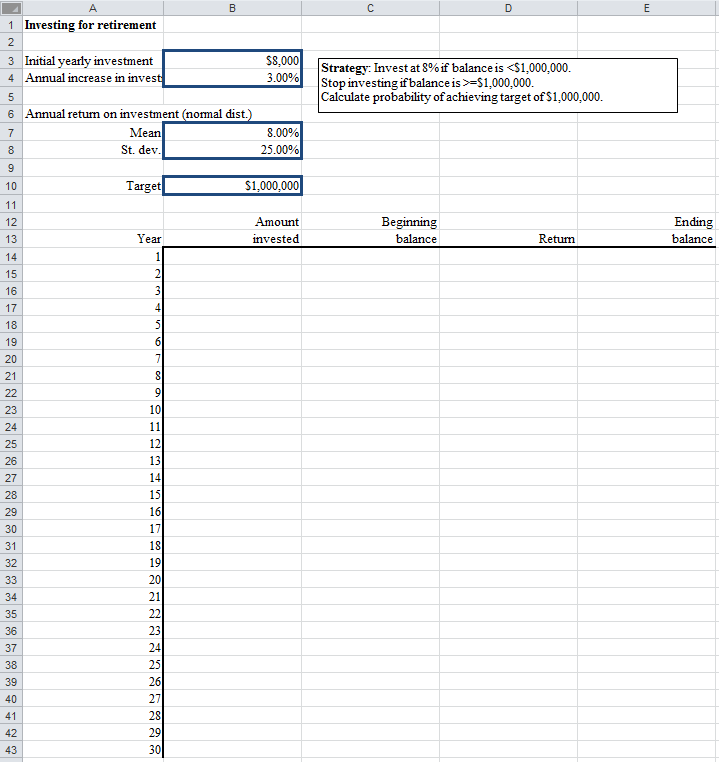 A B C D E
1 Investing for retirement
2
3 Initial yearly investment $8,000
4 Annual increase in invest 3.00%
Strategy: Invest at 8% if balance is <$1,000,000.
Stop investing if balance is >=$1,000,000.
Calculate probability of achieving target of $1,000,000.
5
6 Annual return on investment (normal dist.)
7 Mean 8.00%
8 St. dev. 25.00%
9
10 Target $1,000,000
11
12 Amount Beginning Ending
13 Year invested balance Return balance
14 1
15 2
16 3
17 4
18 5
19 6
20 7
21 8
22 9
23 10
24 11
25 12
26 13
27 14
28 15
29 16
30 17
31 18
32 19
33 20
34 21
35 22
36 23
37 24
38 25
39 26
40 27
41 28
42 29
43 30